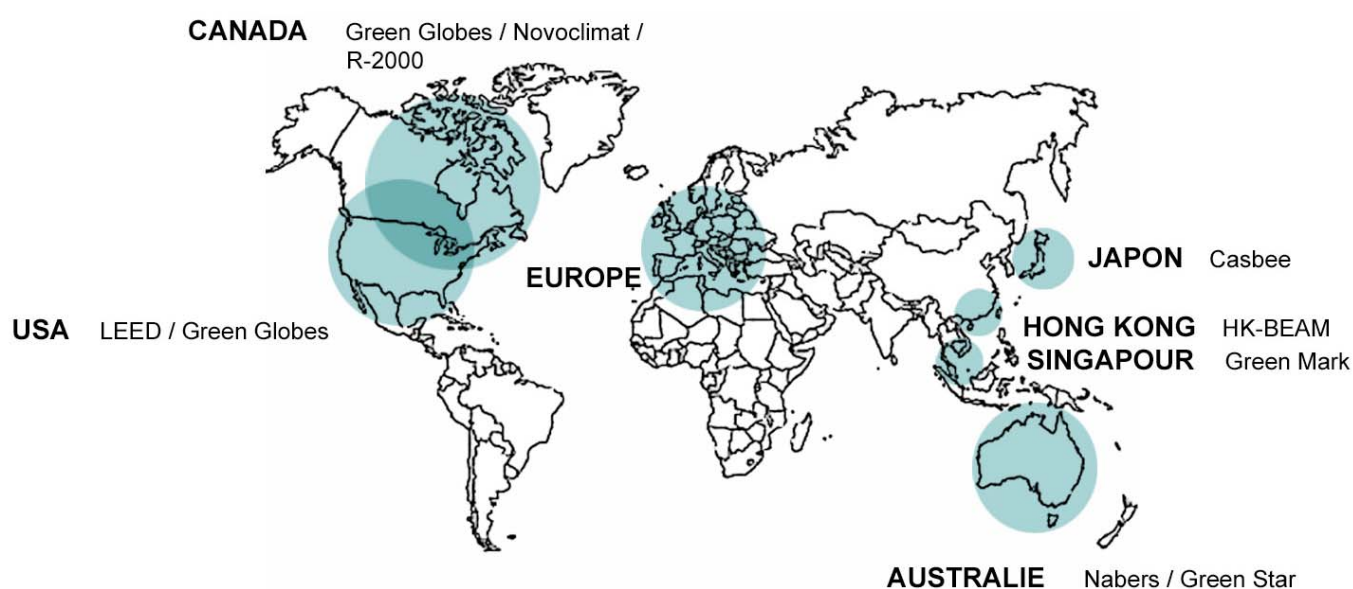 CANADA Green Globes / Novoclimat /
R-2000
EUROPE
JAPON Casbee
USA LEED / Green Globes
HONG KONG HK-BEAM
SINGAPOUR Green Mark
AUSTRALIE Nabers / Green Star